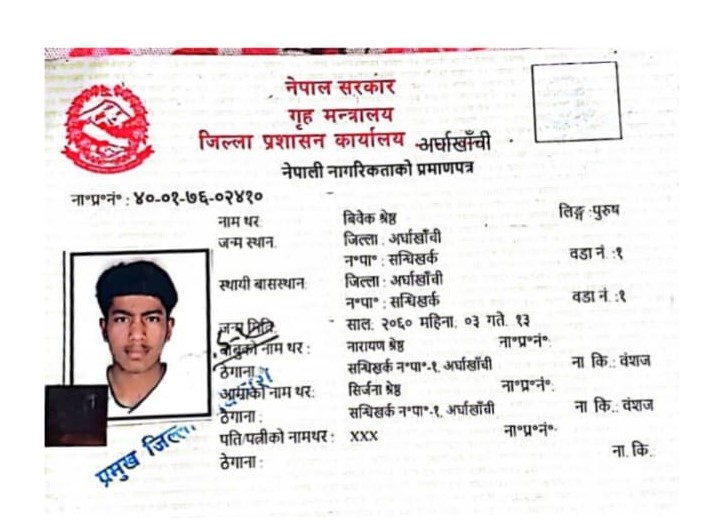 नेपाल सरकार
गृह मन्त्रालय
जिल्ला प्रशासन कार्यालय अर्घाखाँची
नेपाली नागरिकताको प्रमाणपत्र
ना॰प्र॰नं॰ : ४०-०१-७६-०२४१०
नाम थर: बिवेक श्रेष्ठ लिङ्ग :पुरुष
जन्म स्थान. जिल्ला : अर्घाखाँची
न॰पा॰ : सन्धिखर्क वडा नं. :१
स्थायी बासस्थान: जिल्ला : अर्घाखाँची
न॰पा॰ : सन्धिखर्क वडा नं. :१
जन्म मिति: साल: २०६० महिना. ०३ गते. १३
बाबुको नाम थर : नारायण श्रेष्ठ ना॰प्र॰नं॰:
ठेगाना : सन्धिखर्क न॰पा॰-१, अर्घाखाँची ना कि.: वंशज
आमाको नाम थर: सिर्जना श्रेष्ठ ना॰प्र॰नं॰:
ठेगाना : सन्धिखर्क न॰पा॰-१, अर्घाखाँची ना कि.: वंशज
पति/पत्नीको नामथर : XXX ना॰प्र॰नं॰:
ठेगाना : ना. कि.
प्रमुख जिल्ला